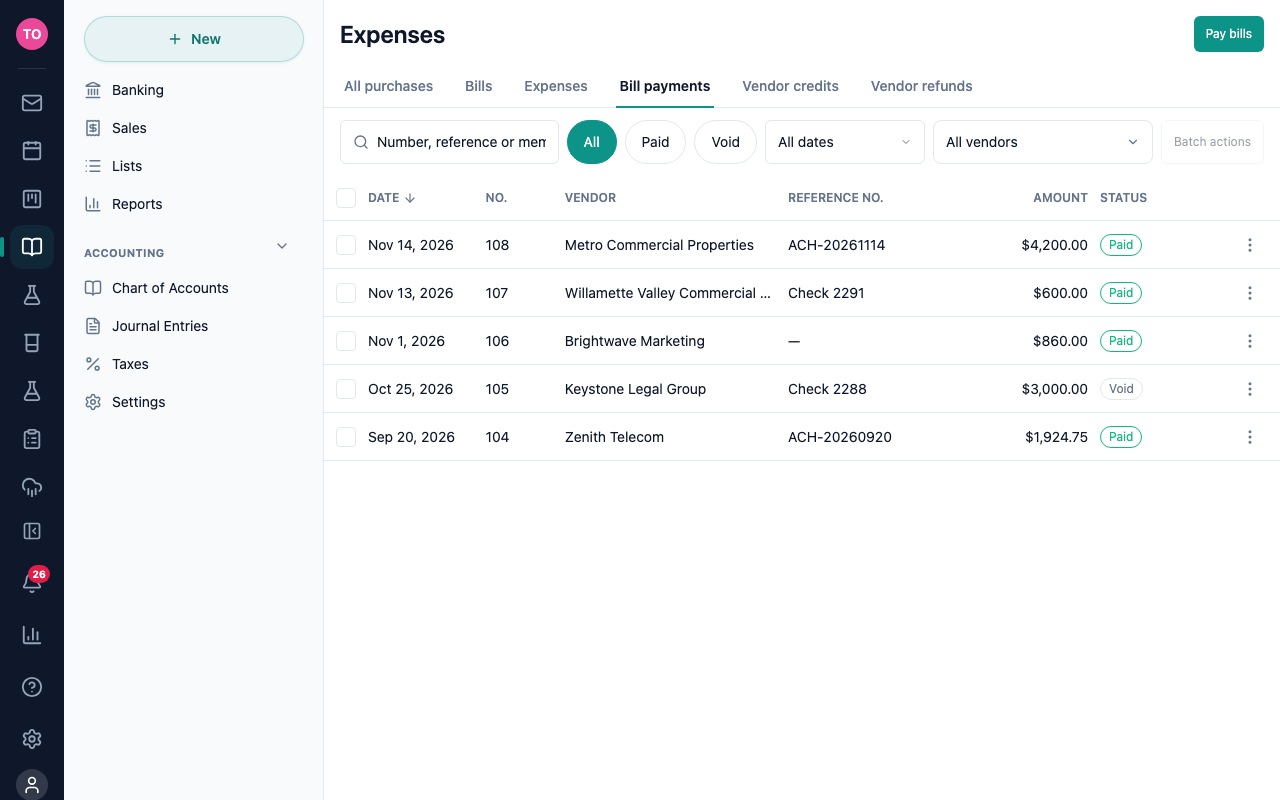 TO
26
New
Banking
Sales
Lists
Reports
ACCOUNTING
Chart of Accounts
Journal Entries
Taxes
Settings
Expenses
Pay bills
All purchases Bills Expenses Bill payments Vendor credits Vendor refunds
Number, reference or mem All Paid Void All dates All vendors Batch actions
DATE NO. VENDOR REFERENCE NO. AMOUNT STATUS
Nov 14, 2026 108 Metro Commercial Properties ACH-20261114 $4,200.00 Paid
Nov 13, 2026 107 Willamette Valley Commercial ... Check 2291 $600.00 Paid
Nov 1, 2026 106 Brightwave Marketing — $860.00 Paid
Oct 25, 2026 105 Keystone Legal Group Check 2288 $3,000.00 Void
Sep 20, 2026 104 Zenith Telecom ACH-20260920 $1,924.75 Paid